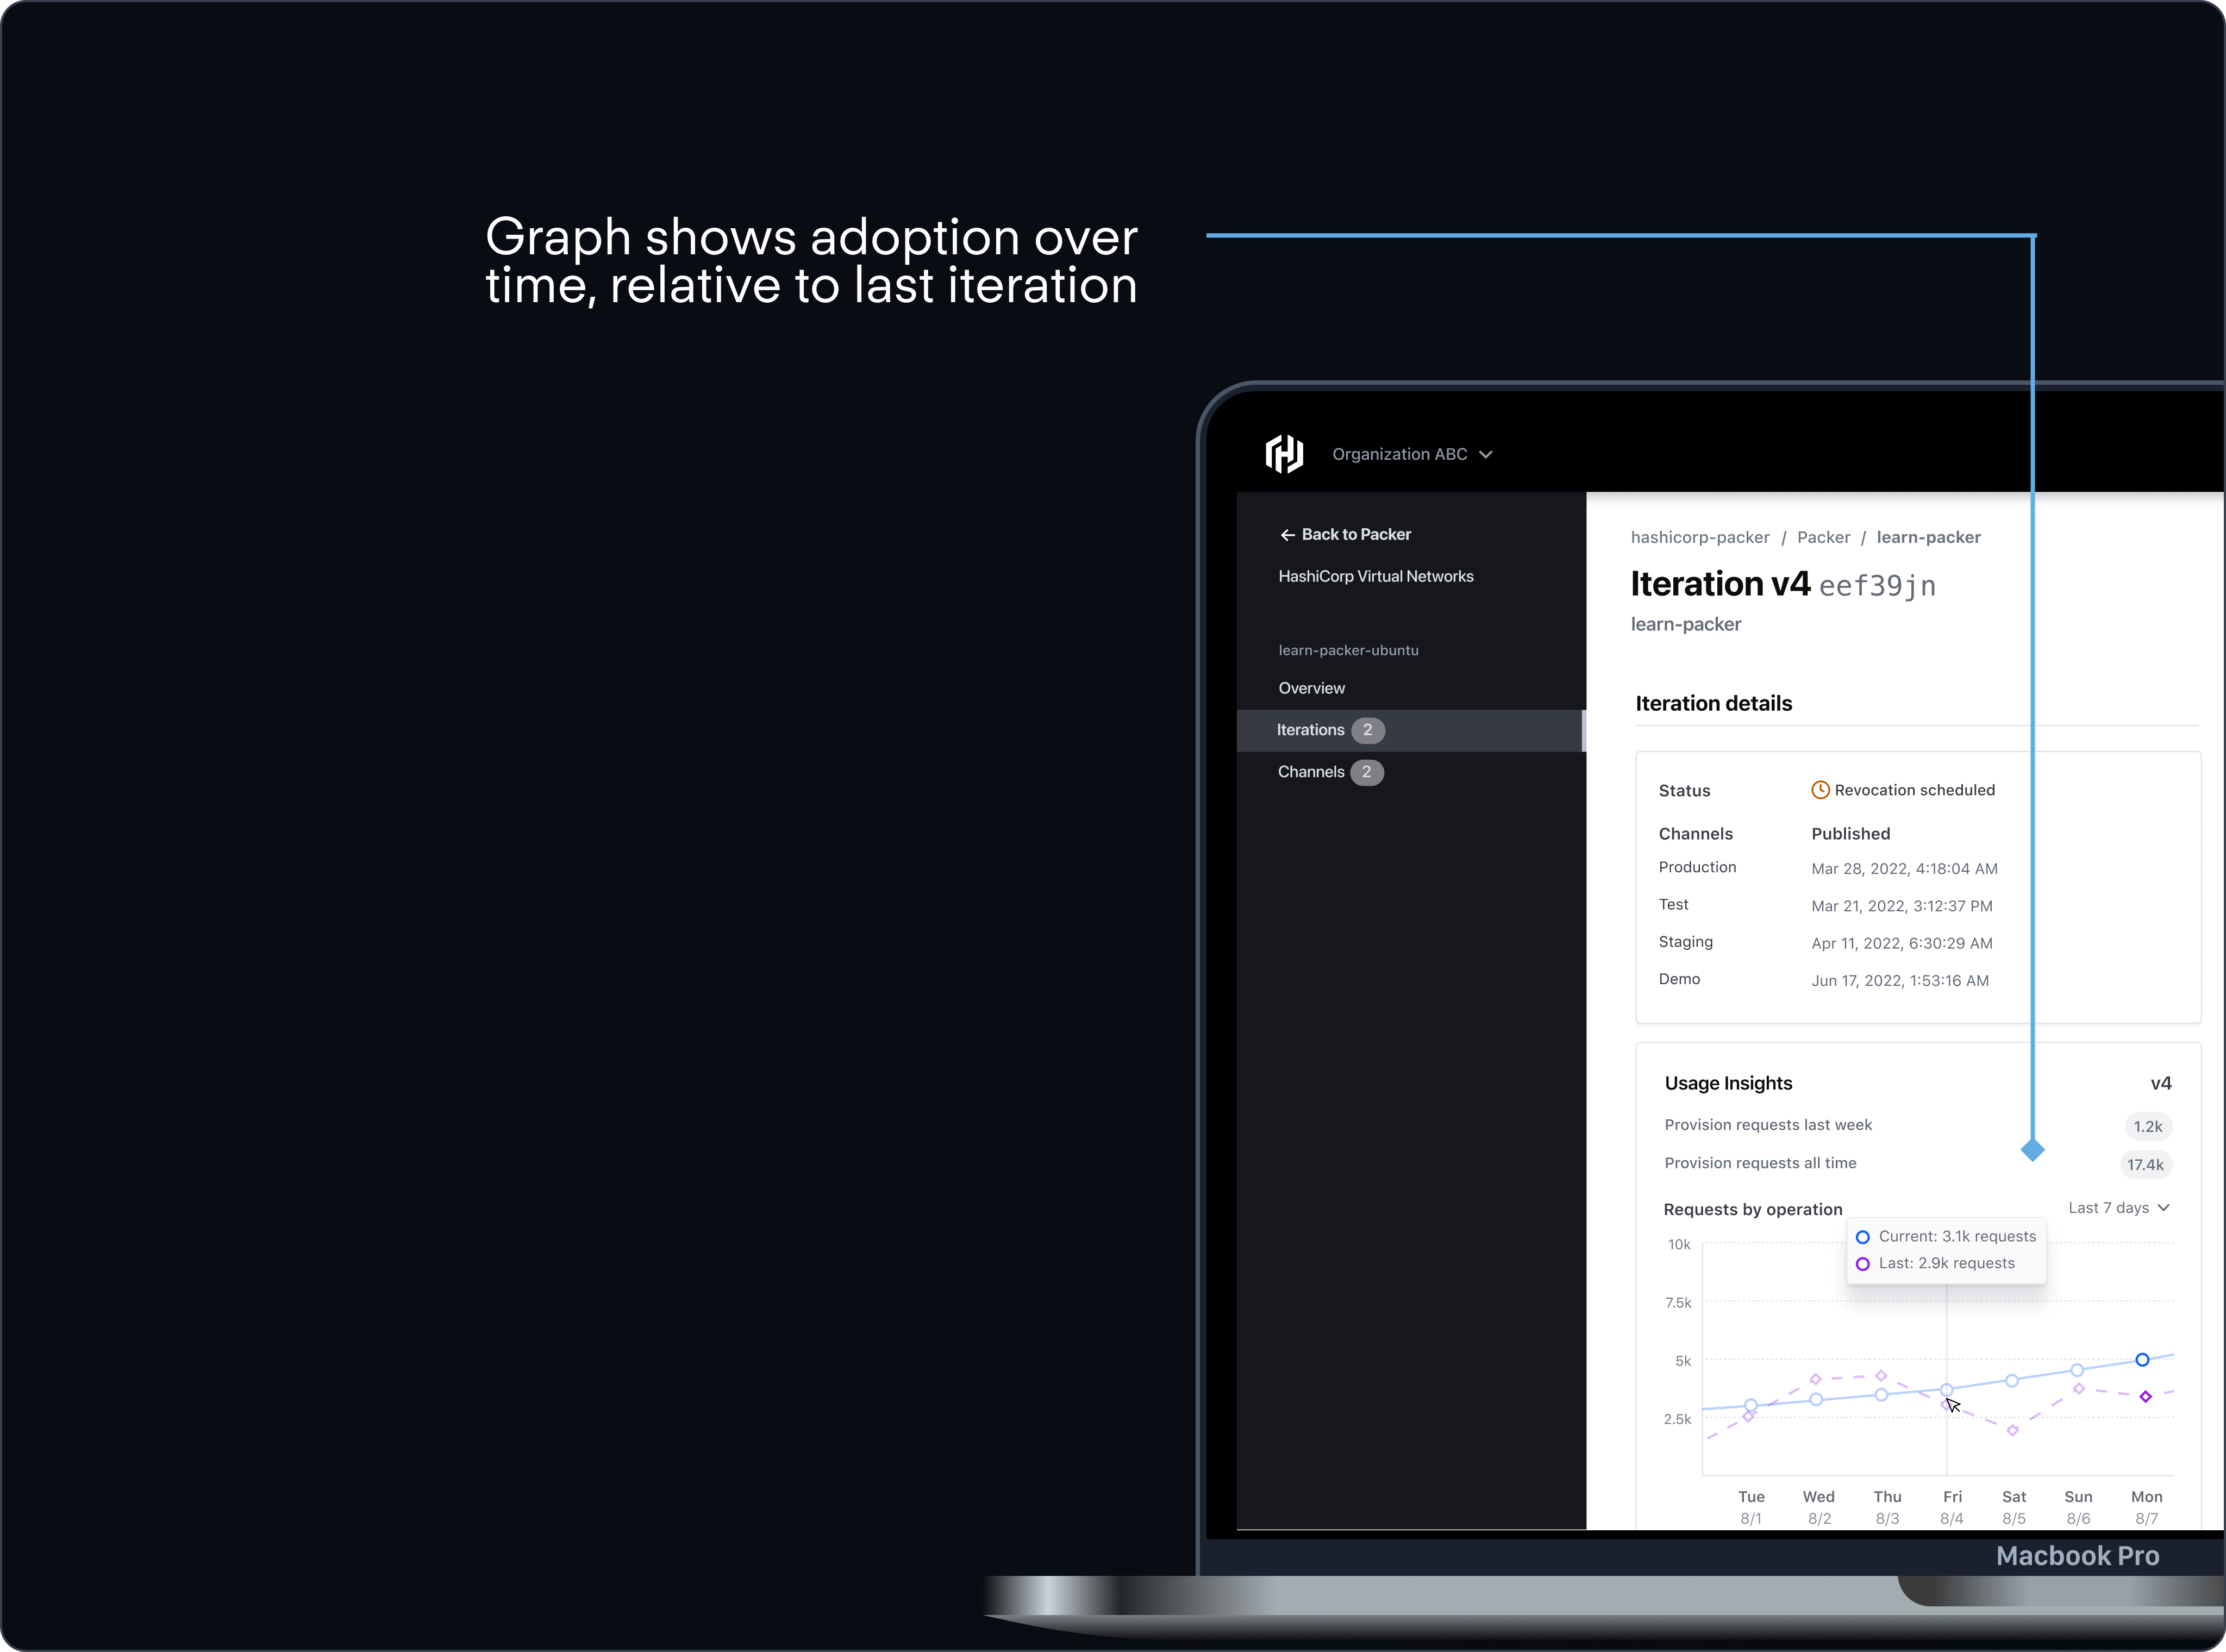 Graph shows adoption over
time, relative to last iteration
Organization ABC
Back to Packer
HashiCorp Virtual Networks
learn-packer-ubuntu
Overview
Iterations 2
Channels 2
hashicorp-packer / Packer / learn-packer
Iteration v4 eef39jn
learn-packer
Iteration details
Status Revocation scheduled
Channels Published
Production Mar 28, 2022, 4:18:04 AM
Test Mar 21, 2022, 3:12:37 PM
Staging Apr 11, 2022, 6:30:29 AM
Demo Jun 17, 2022, 1:53:16 AM
Usage Insights v4
Provision requests last week 1.2k
Provision requests all time 17.4k
Requests by operation Last 7 days
Current: 3.1k requests
Last: 2.9k requests
10k
7.5k
5k
2.5k
Tue Wed Thu Fri Sat Sun Mon
8/1 8/2 8/3 8/4 8/5 8/6 8/7
Macbook Pro